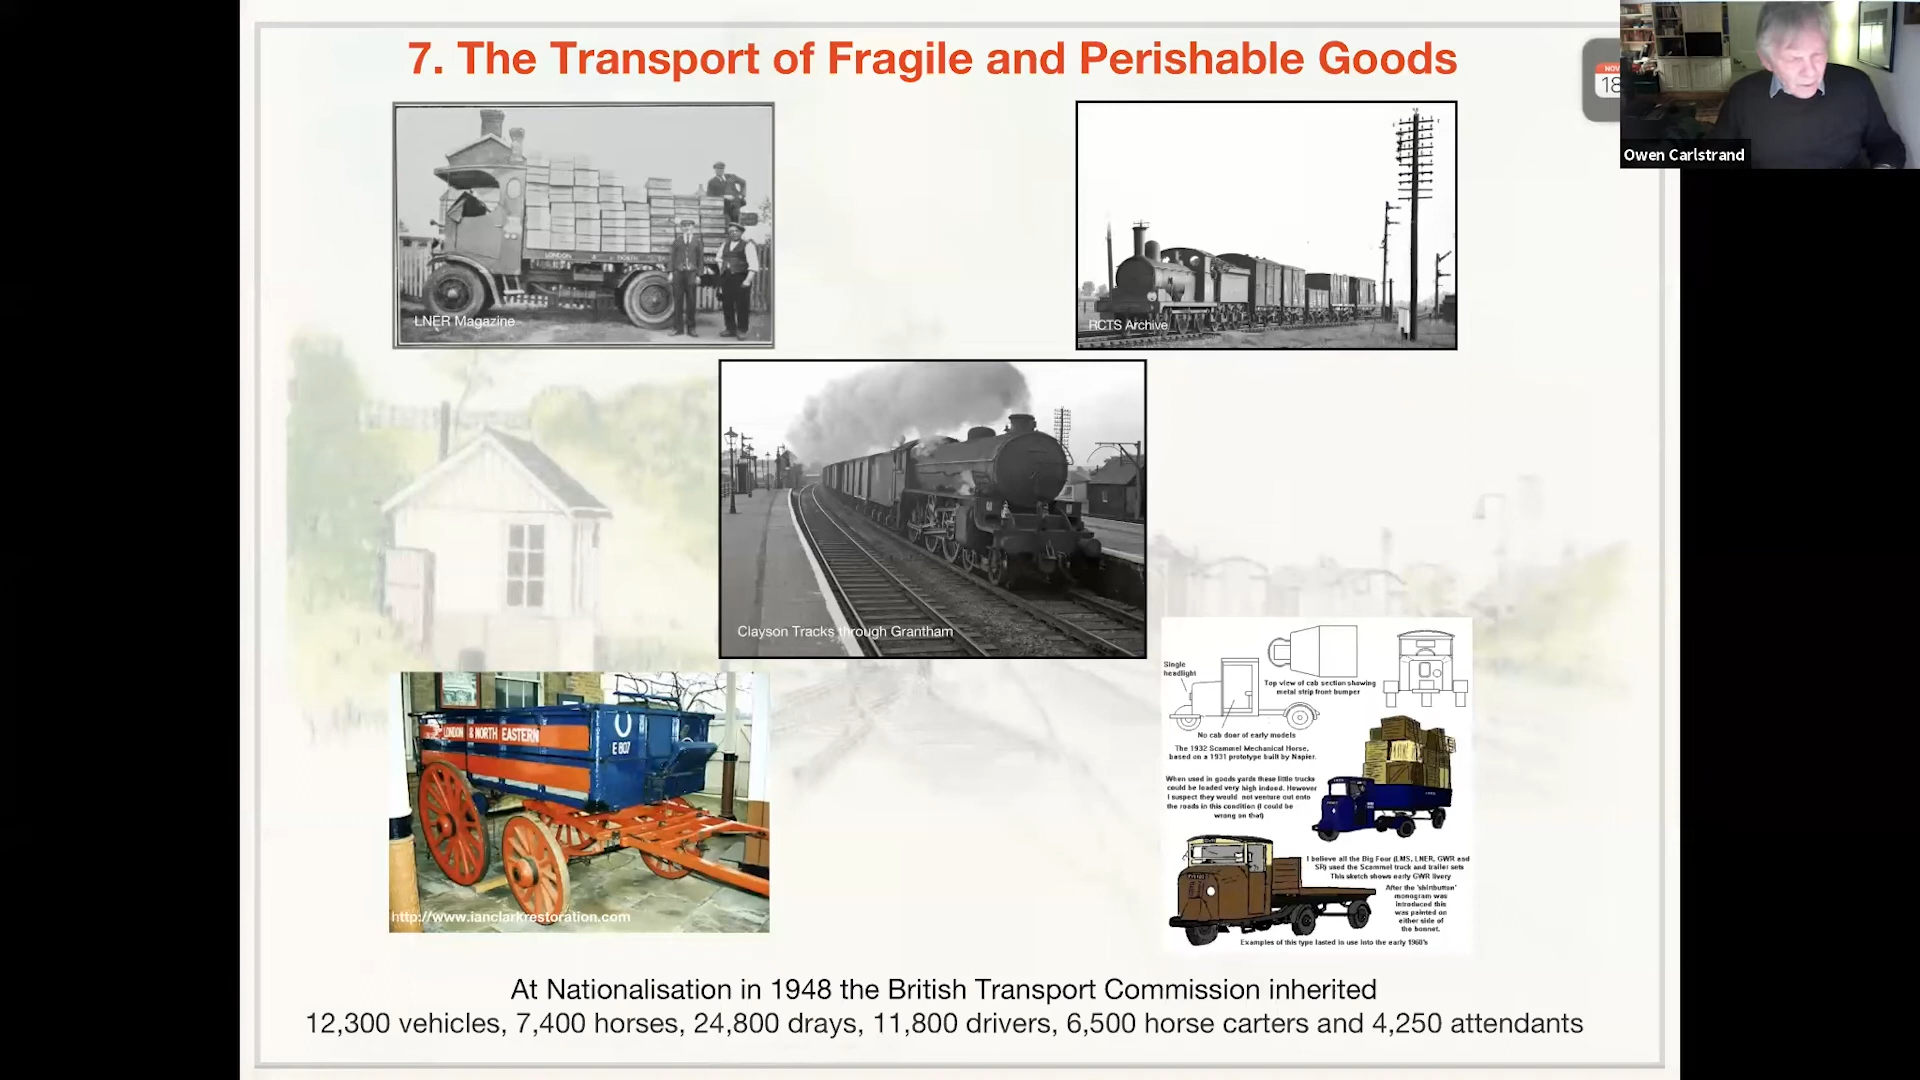 7. The Transport of Fragile and Perishable Goods
NOV
18
Owen Carlstrand
LONDON & NORTH
LNER Magazine
RCTS Archive
Clayson Tracks through Grantham
LONDON & NORTH EASTERN
E 807
http://www.ianclarkrestoration.com
Single
headlight
Top view of cab section showing
metal strip front bumper
No cab door of early models
The 1932 Scammel Mechanical Horse,
based on a 1931 prototype built by Napier.
When used in goods yards these little trucks
could be loaded very high indeed. However
I suspect they would not venture out onto
the roads in this condition (I could be
wrong on that)
I believe all the Big Four (LMS, LNER, GWR and
SR) used the Scammel truck and trailer sets
This sketch shows early GWR livery
After the 'shirtbutton'
monogram was
introduced this
was painted on
either side of
the bonnet.
Examples of this type lasted in use into the early 1960's
At Nationalisation in 1948 the British Transport Commission inherited
12,300 vehicles, 7,400 horses, 24,800 drays, 11,800 drivers, 6,500 horse carters and 4,250 attendants